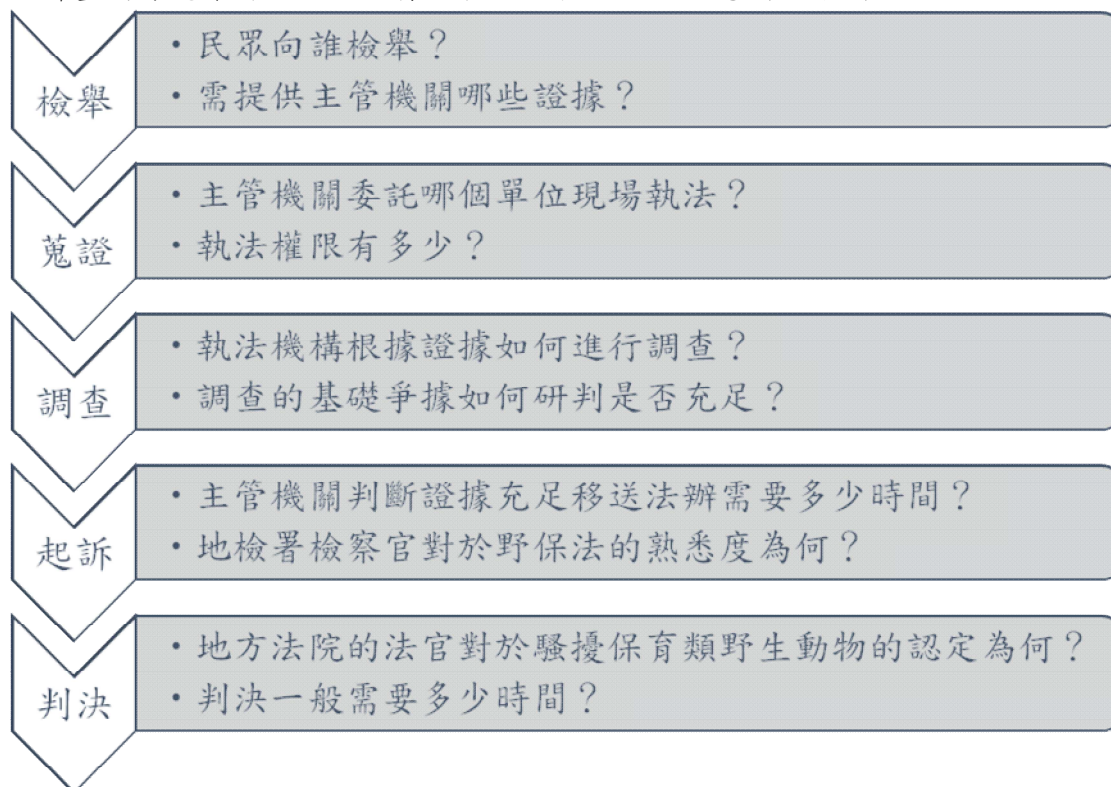 檢舉
・民眾向誰檢舉？
・需提供主管機關哪些證據？
蒐證
・主管機關委託哪個單位現場執法？
・執法權限有多少？
調查
・執法機構根據證據如何進行調查？
・調查的基礎爭據如何研判是否充足？
起訴
・主管機關判斷證據充足移送法辦需要多少時間？
・地檢署檢察官對於野保法的熟悉度為何？
判決
・地方法院的法官對於騷擾保育類野生動物的認定為何？
・判決一般需要多少時間？